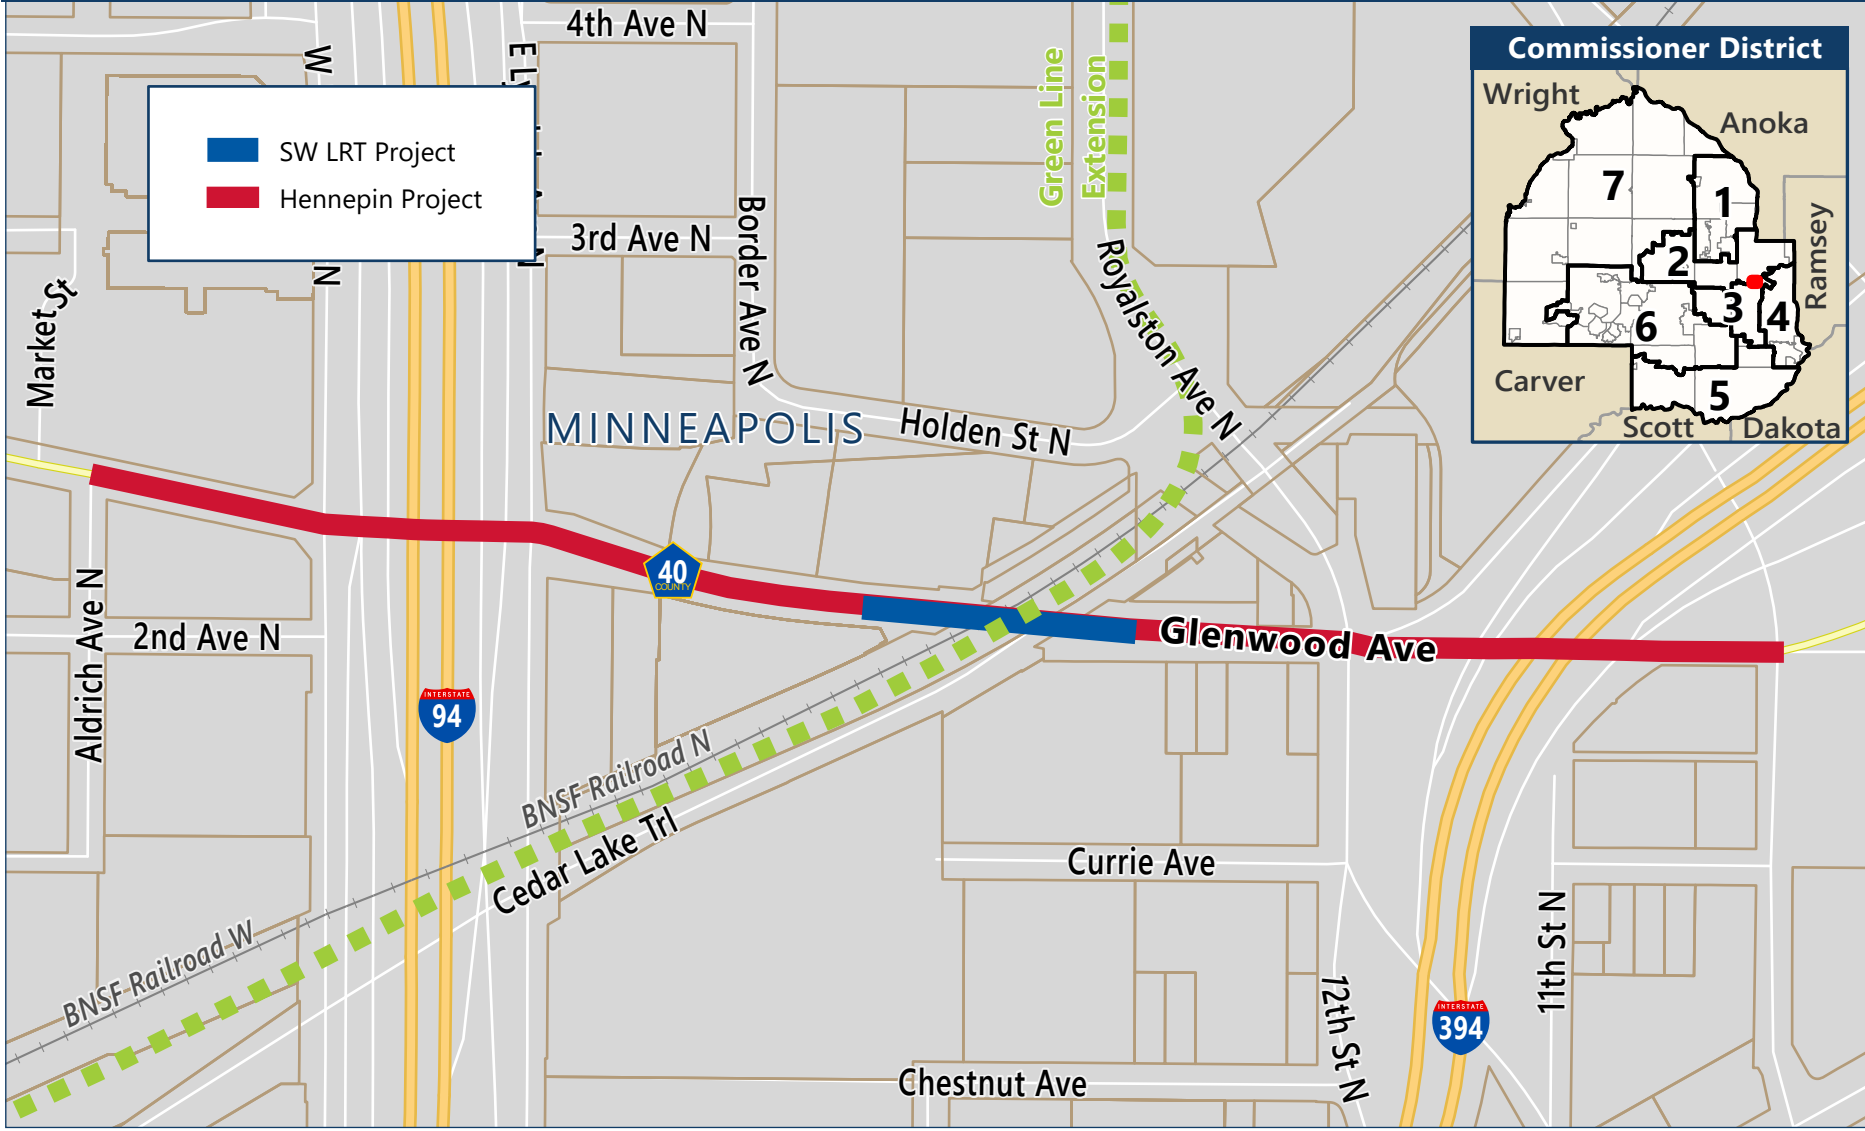 4th Ave N
W
N
E Ly
N
SW LRT Project
Hennepin Project
3rd Ave N
Border Ave N
Green Line
Extension
Royalston Ave N
Market St
MINNEAPOLIS
Holden St N
40
COUNTY
Glenwood Ave
Aldrich Ave N
2nd Ave N
INTERSTATE
94
BNSF Railroad N
Cedar Lake Trl
BNSF Railroad W
Currie Ave
Chestnut Ave
12th St N
11th St N
INTERSTATE
394
Commissioner District
Wright
Anoka
7
1
2
Ramsey
3
4
6
Carver
5
Scott
Dakota